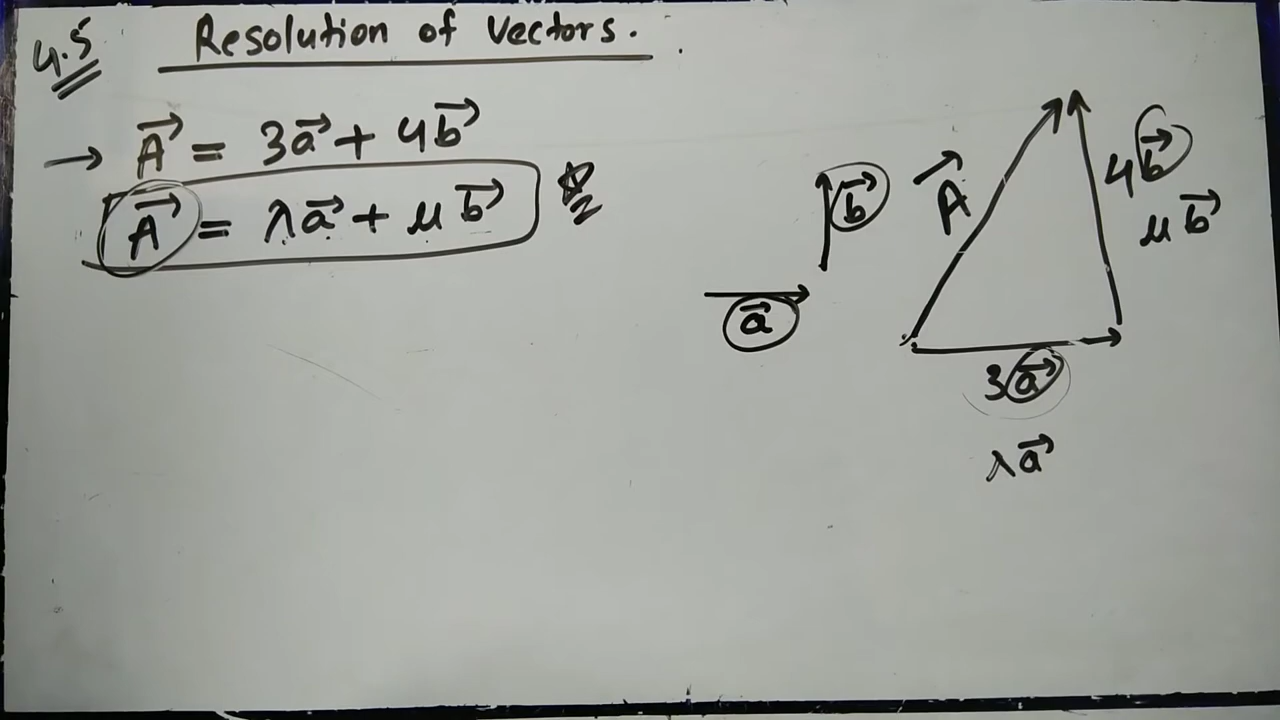 4.5 Resolution of Vectors.
→ A⃗ = 3a⃗ + 4b⃗
A⃗ = λa⃗ + μb⃗
b⃗
a⃗
A⃗
4b⃗
μb⃗
3a⃗
λa⃗